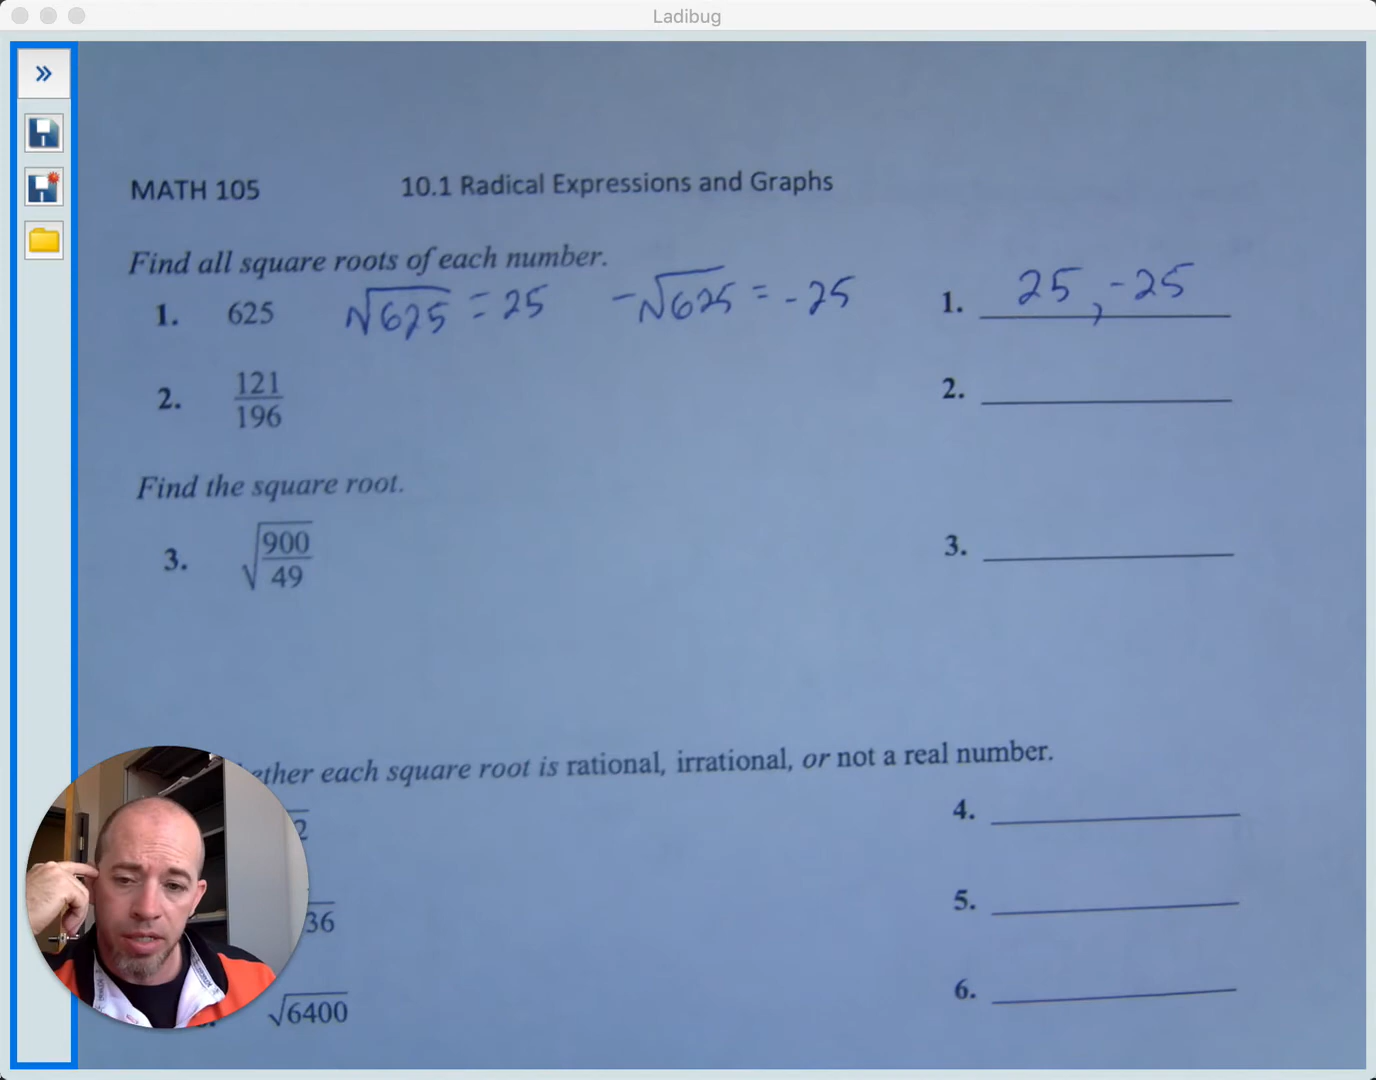 Ladibug
MATH 105 10.1 Radical Expressions and Graphs
Find all square roots of each number.
1. 625 √625 = 25 -√625 = -25 1. 25, -25
2. 121/196 2.
Find the square root.
3. √(900/49) 3.
each square root is rational, irrational, or not a real number.
2 4.
36 5.
√6400 6.